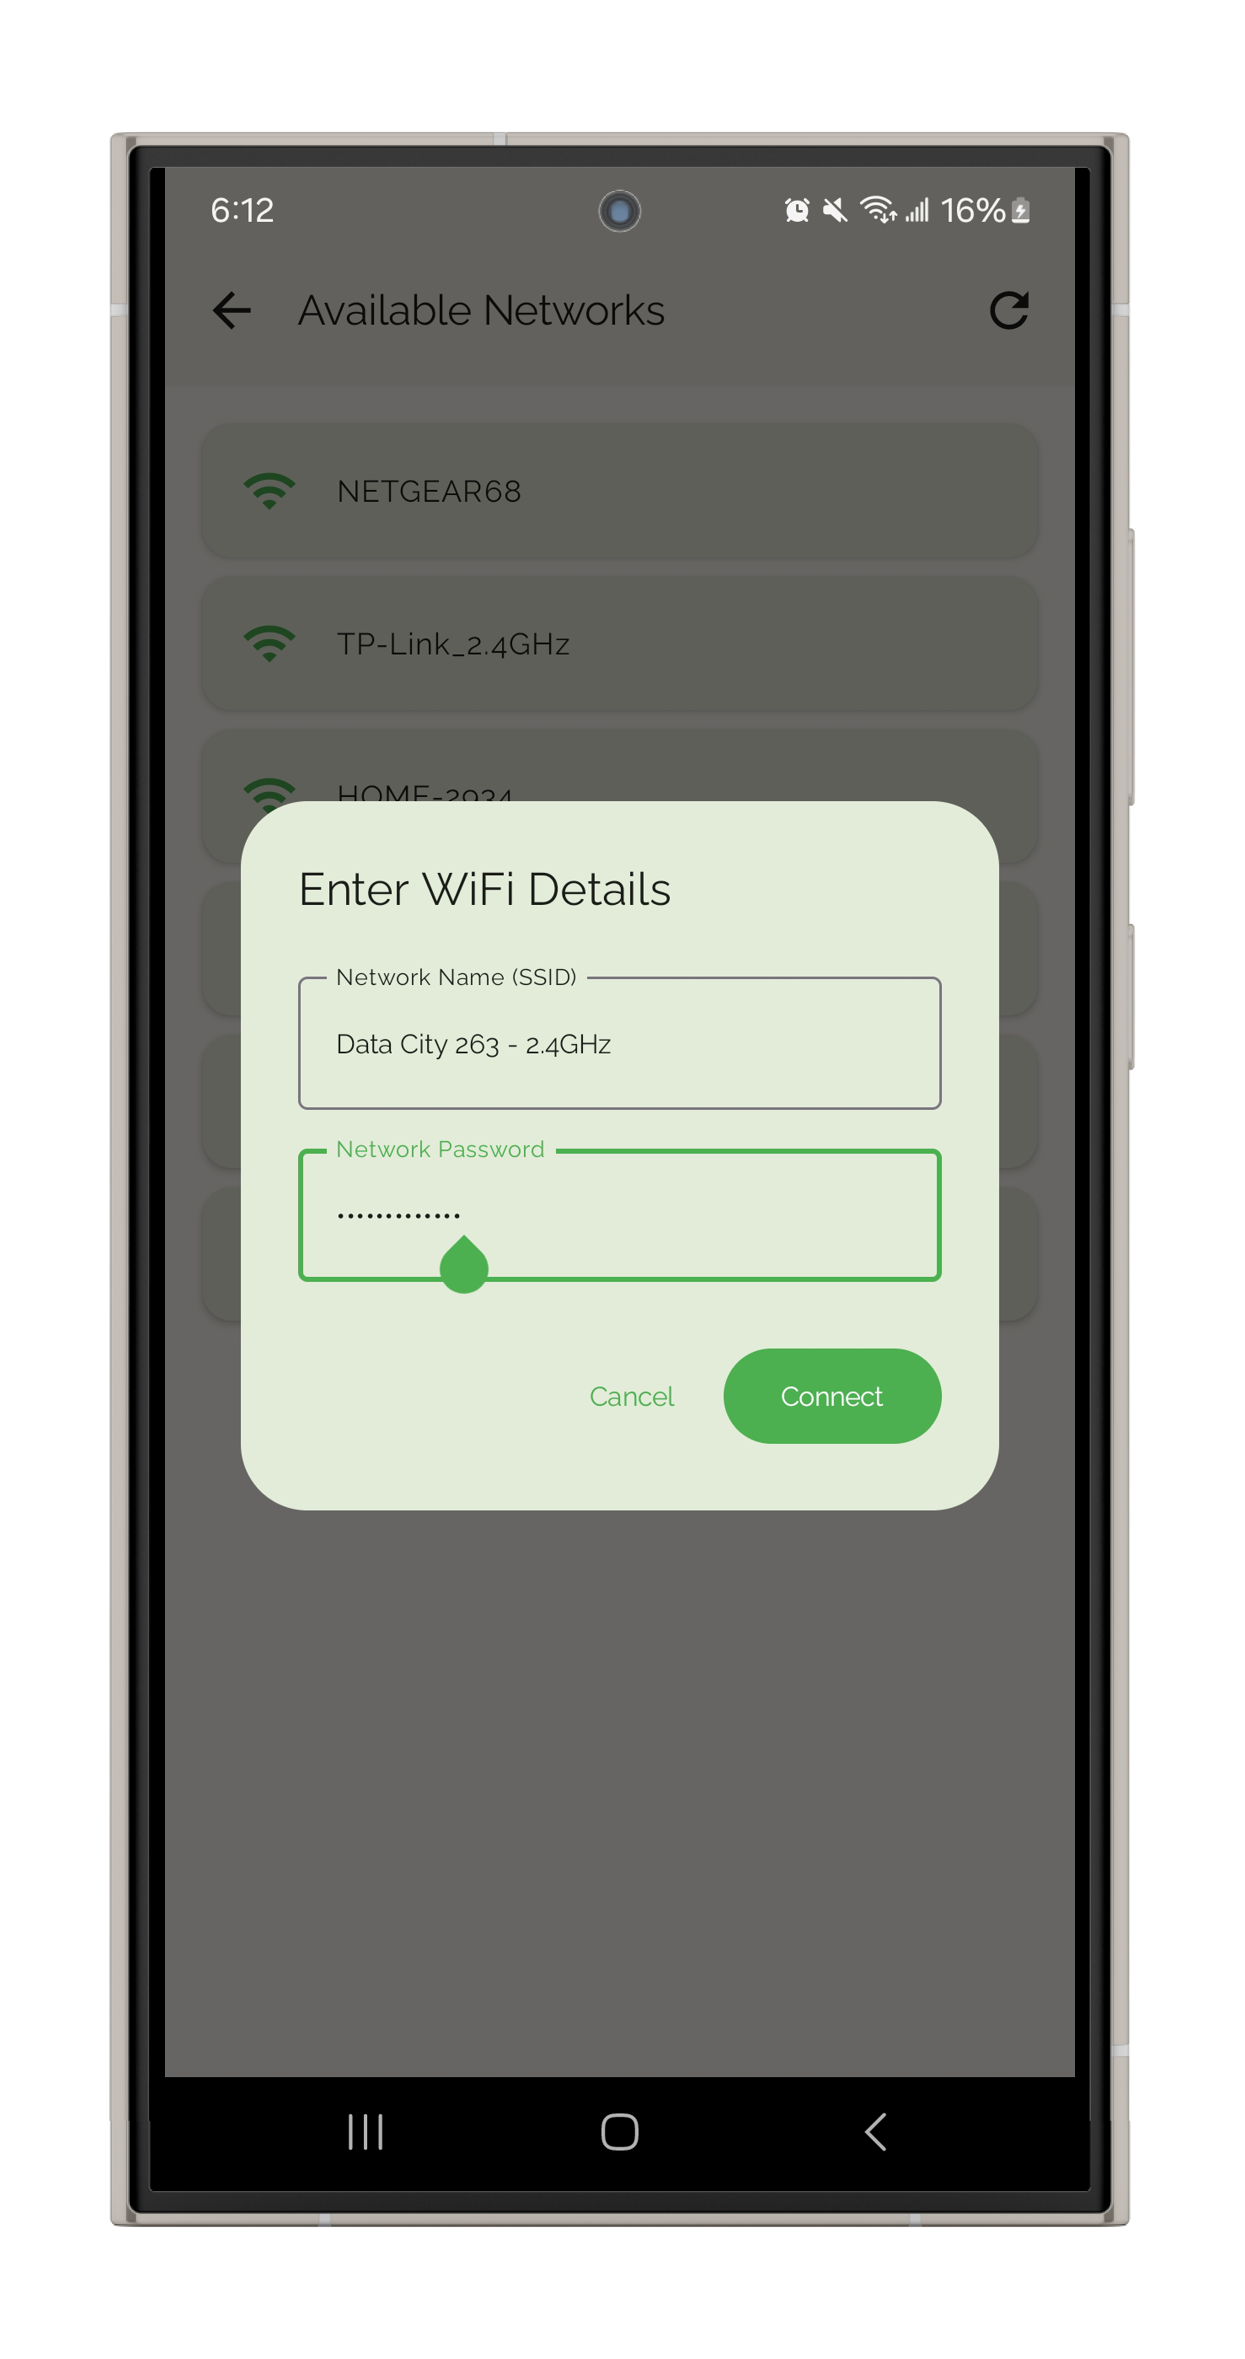 6:12
16%
Available Networks
NETGEAR68
TP-Link_2.4GHz
HOME-2934
Enter WiFi Details
Network Name (SSID)
Data City 263 - 2.4GHz
Network Password
•••••••••••••
Cancel
Connect